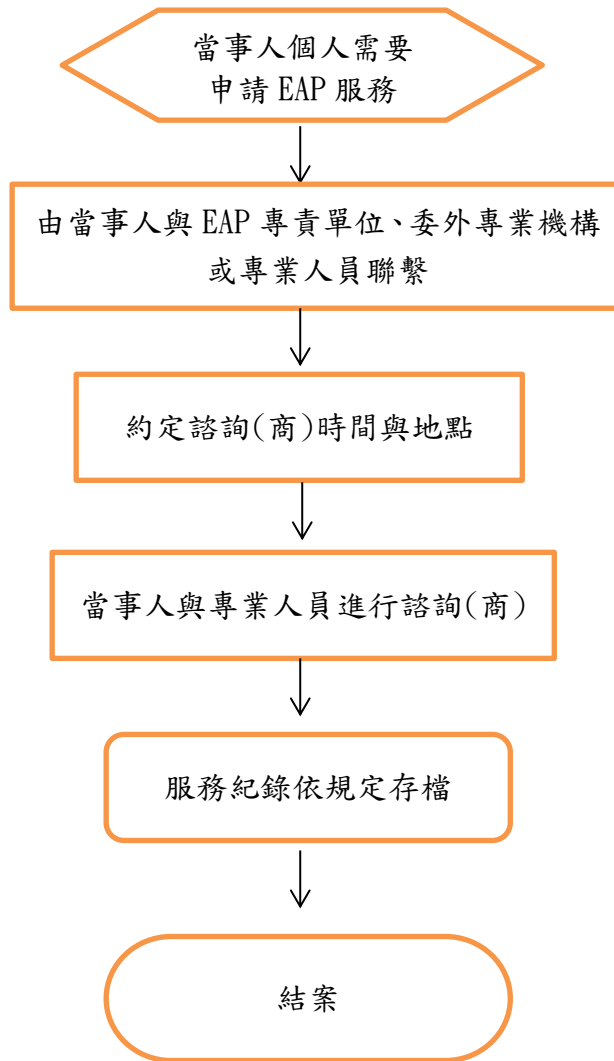 當事人個人需要
申請 EAP 服務
由當事人與 EAP 專責單位、委外專業機構
或專業人員聯繫
約定諮詢(商)時間與地點
當事人與專業人員進行諮詢(商)
服務紀錄依規定存檔
結案